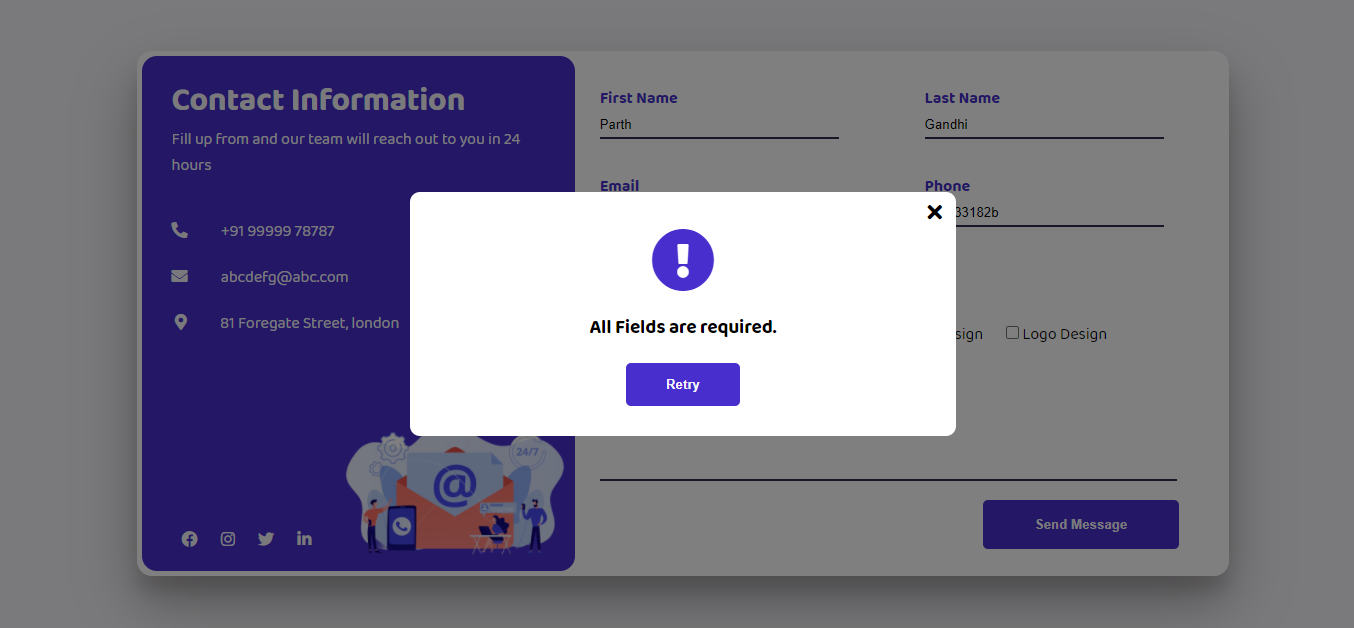 Contact Information
Fill up from and our team will reach out to you in 24
hours
+91 99999 78787
abcdefg@abc.com
81 Foregate Street, london
24/7
@
First Name
Last Name
Parth
Gandhi
Email
Phone
33182b
All Fields are required.
Retry
sign
Logo Design
Send Message